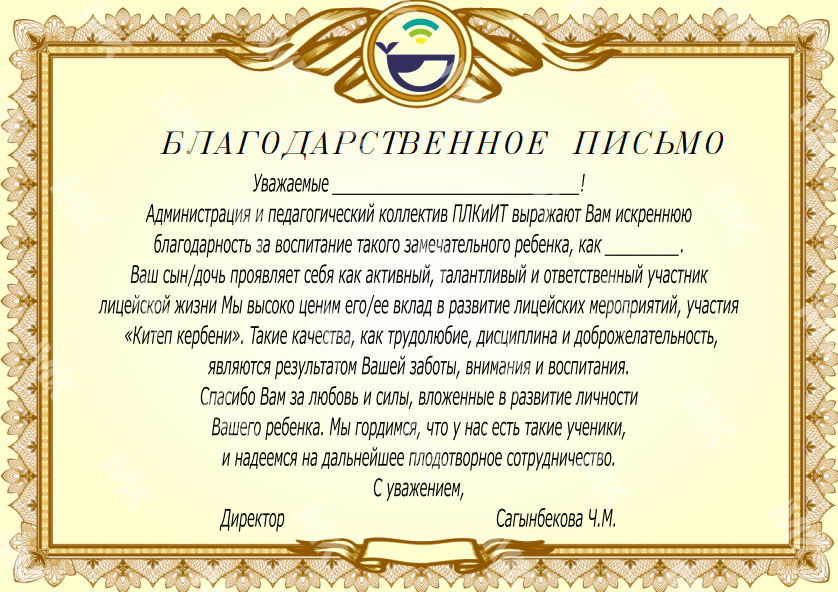 БЛАГОДАРСТВЕННОЕ ПИСЬМО
Уважаемые ___________________________!
Администрация и педагогический коллектив ПЛКиИТ выражают Вам искреннюю
благодарность за воспитание такого замечательного ребенка, как ________.
Ваш сын/дочь проявляет себя как активный, талантливый и ответственный участник
лицейской жизни Мы высоко ценим его/ее вклад в развитие лицейских мероприятий, участия
«Китеп кербени». Такие качества, как трудолюбие, дисциплина и доброжелательность,
являются результатом Вашей заботы, внимания и воспитания.
Спасибо Вам за любовь и силы, вложенные в развитие личности
Вашего ребенка. Мы гордимся, что у нас есть такие ученики,
и надеемся на дальнейшее плодотворное сотрудничество.
С уважением,
Директор Сагынбекова Ч.М.